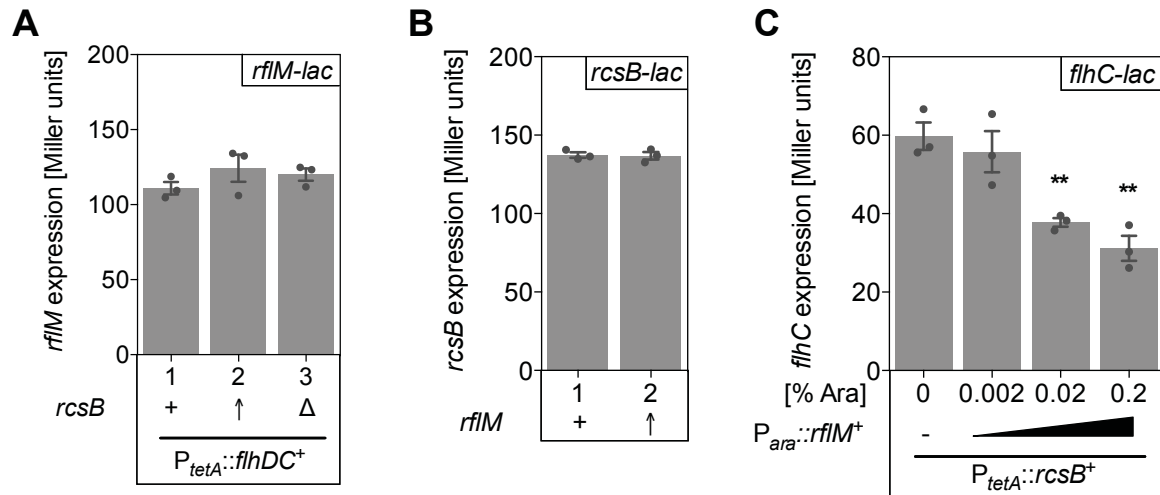 A
rflM-lac
rflM expression [Miller units]
200
150
100
50
0
1 2 3
rcsB + ↑ Δ
PtetA::flhDC+
B
rcsB-lac
rcsB expression [Miller units]
200
150
100
50
0
1 2
rflM + ↑
C
flhC-lac
flhC expression [Miller units]
80
60
40
20
0
** **
[% Ara] 0 0.002 0.02 0.2
Para::rflM+ -
PtetA::rcsB+